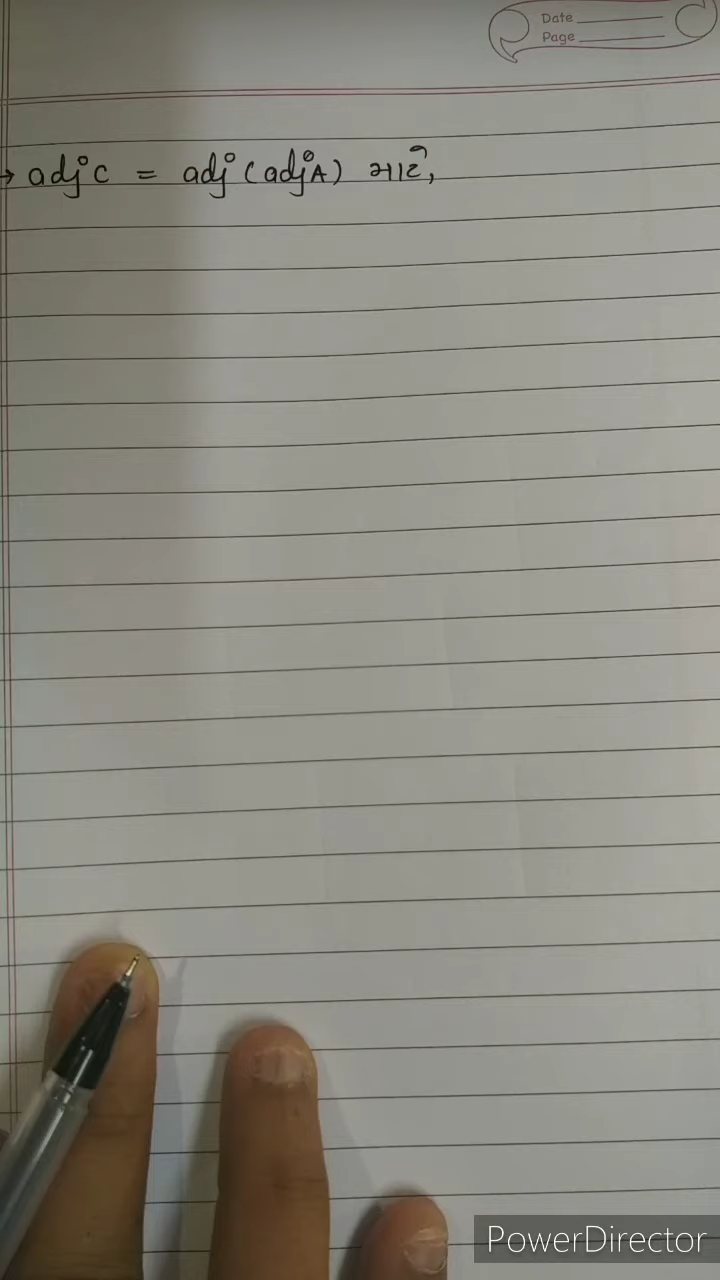 Date
Page
→ adj C = adj (adj A) માટે,
PowerDirector